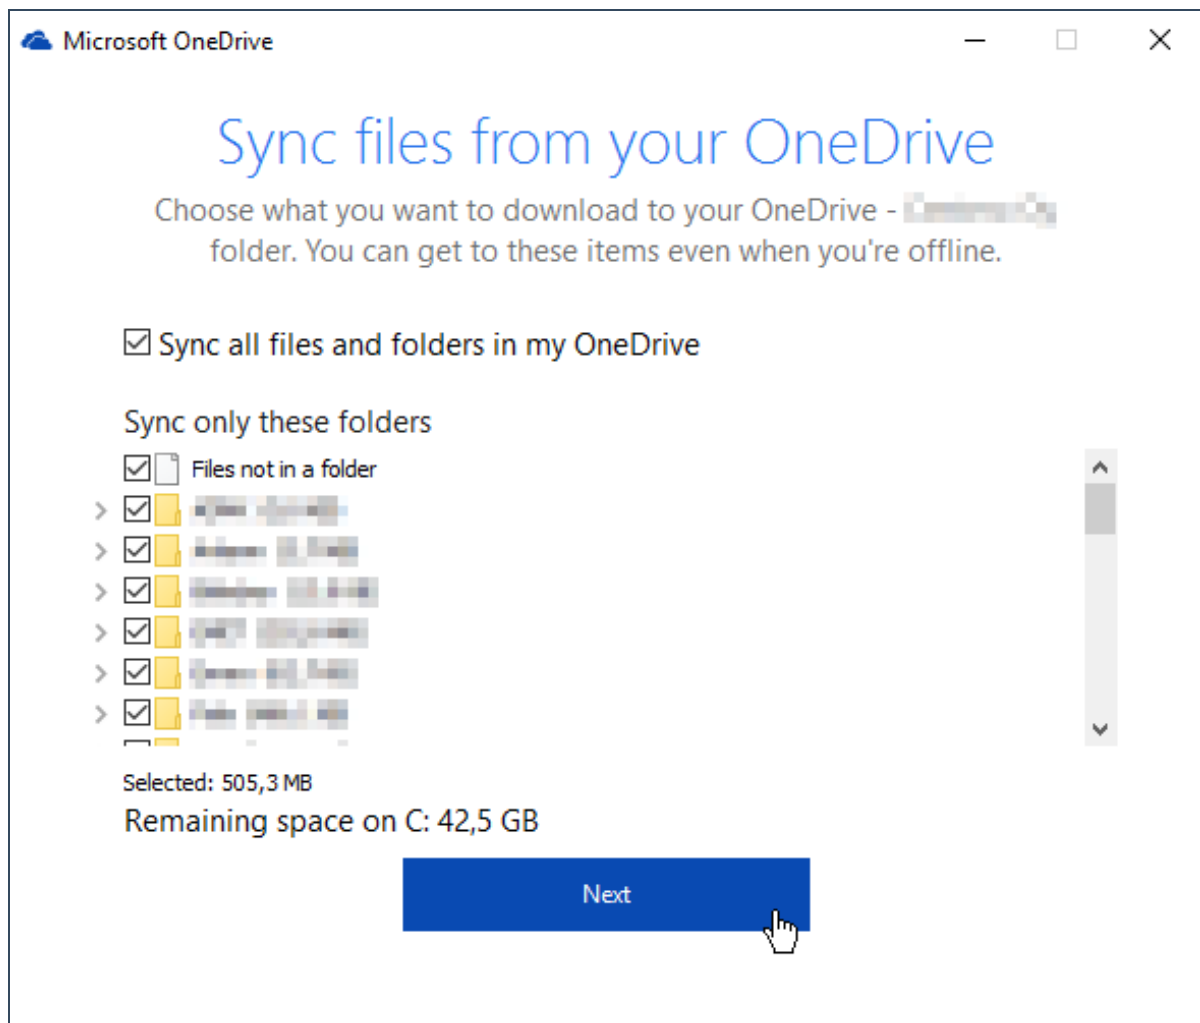 Microsoft OneDrive
Sync files from your OneDrive
Choose what you want to download to your OneDrive -
folder. You can get to these items even when you're offline.
Sync all files and folders in my OneDrive
Sync only these folders
Files not in a folder
Selected: 505,3 MB
Remaining space on C: 42,5 GB
Next